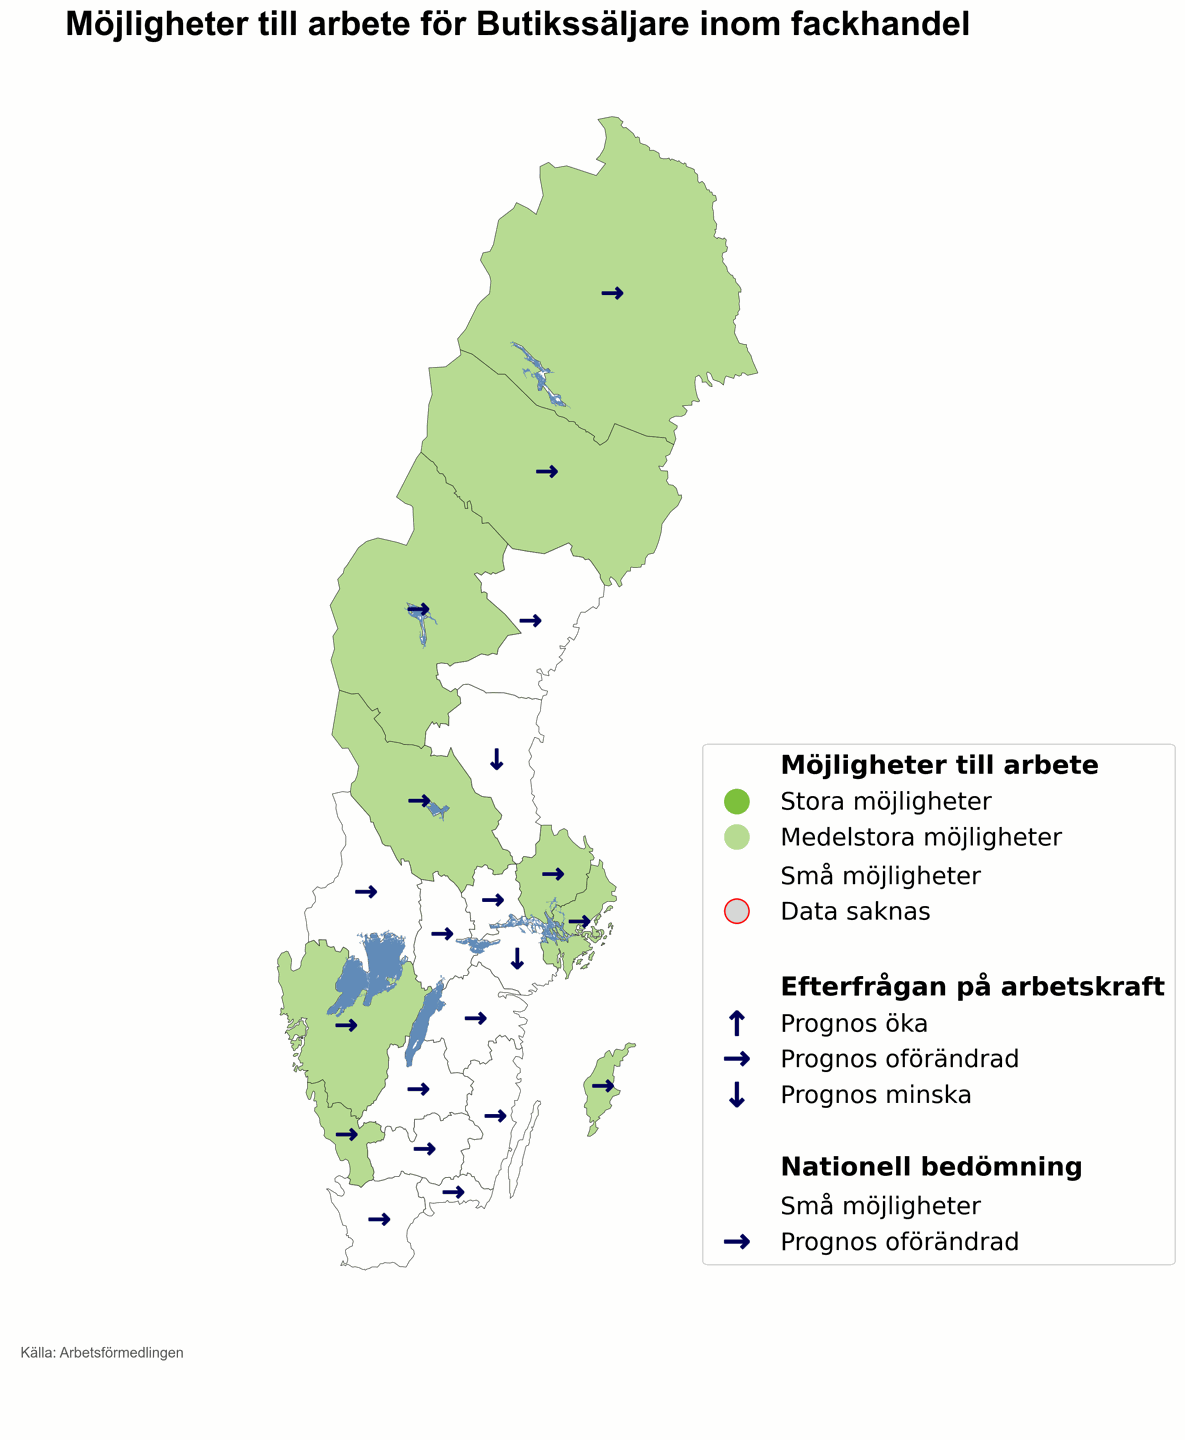 Möjligheter till arbete för Butikssäljare inom fackhandel
Möjligheter till arbete
Stora möjligheter
Medelstora möjligheter
Små möjligheter
Data saknas
Efterfrågan på arbetskraft
Prognos öka
Prognos oförändrad
Prognos minska
Nationell bedömning
Små möjligheter
Prognos oförändrad
Källa: Arbetsförmedlingen